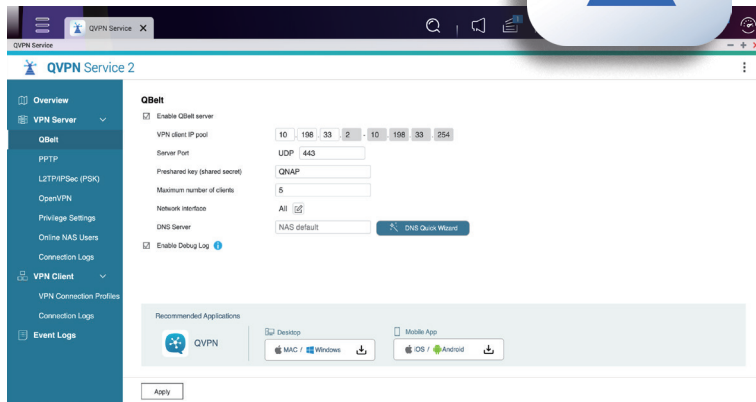 QVPN Service X
QVPN Service
QVPN Service 2
Overview
VPN Server
QBelt
PPTP
L2TP/IPSec (PSK)
OpenVPN
Privilege Settings
Online NAS Users
Connection Logs
VPN Client
VPN Connection Profiles
Connection Logs
Event Logs
QBelt
Enable QBelt server
VPN client IP pool 10 . 198 . 33 . 2 - 10 . 198 . 33 . 254
Server Port UDP 443
Preshared key (shared secret) QNAP
Maximum number of clients 5
Network interface All
DNS Server NAS default DNS Quick Wizard
Enable Debug Log
Recommended Applications
QVPN
Desktop
MAC / Windows
Mobile App
iOS / Android
Apply